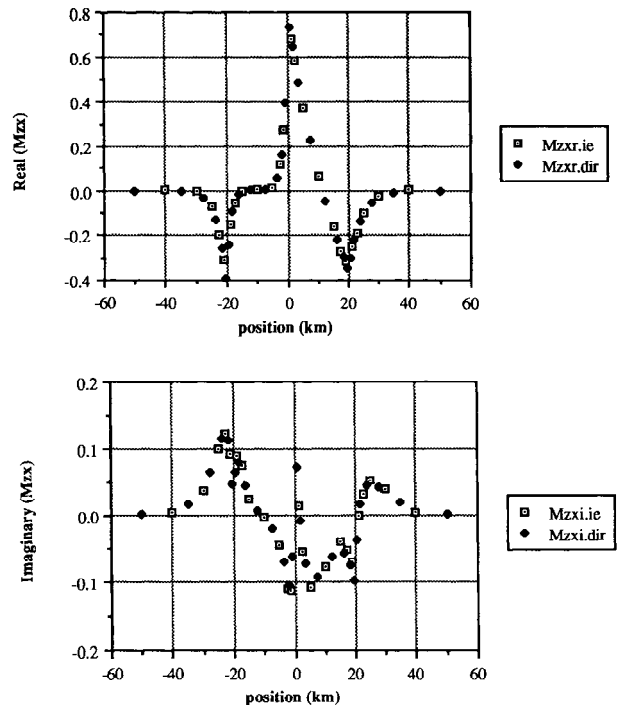 0.8
0.6
0.4
0.2
0.0
-0.2
-0.4
Real (Mzx)
-60 -40 -20 0 20 40 60
position (km)
Mzxr.ie
Mzxr.dir
0.2
0.1
0.0
-0.1
-0.2
Imaginary (Mzx)
-60 -40 -20 0 20 40 60
position (km)
Mzxi.ie
Mzxi.dir